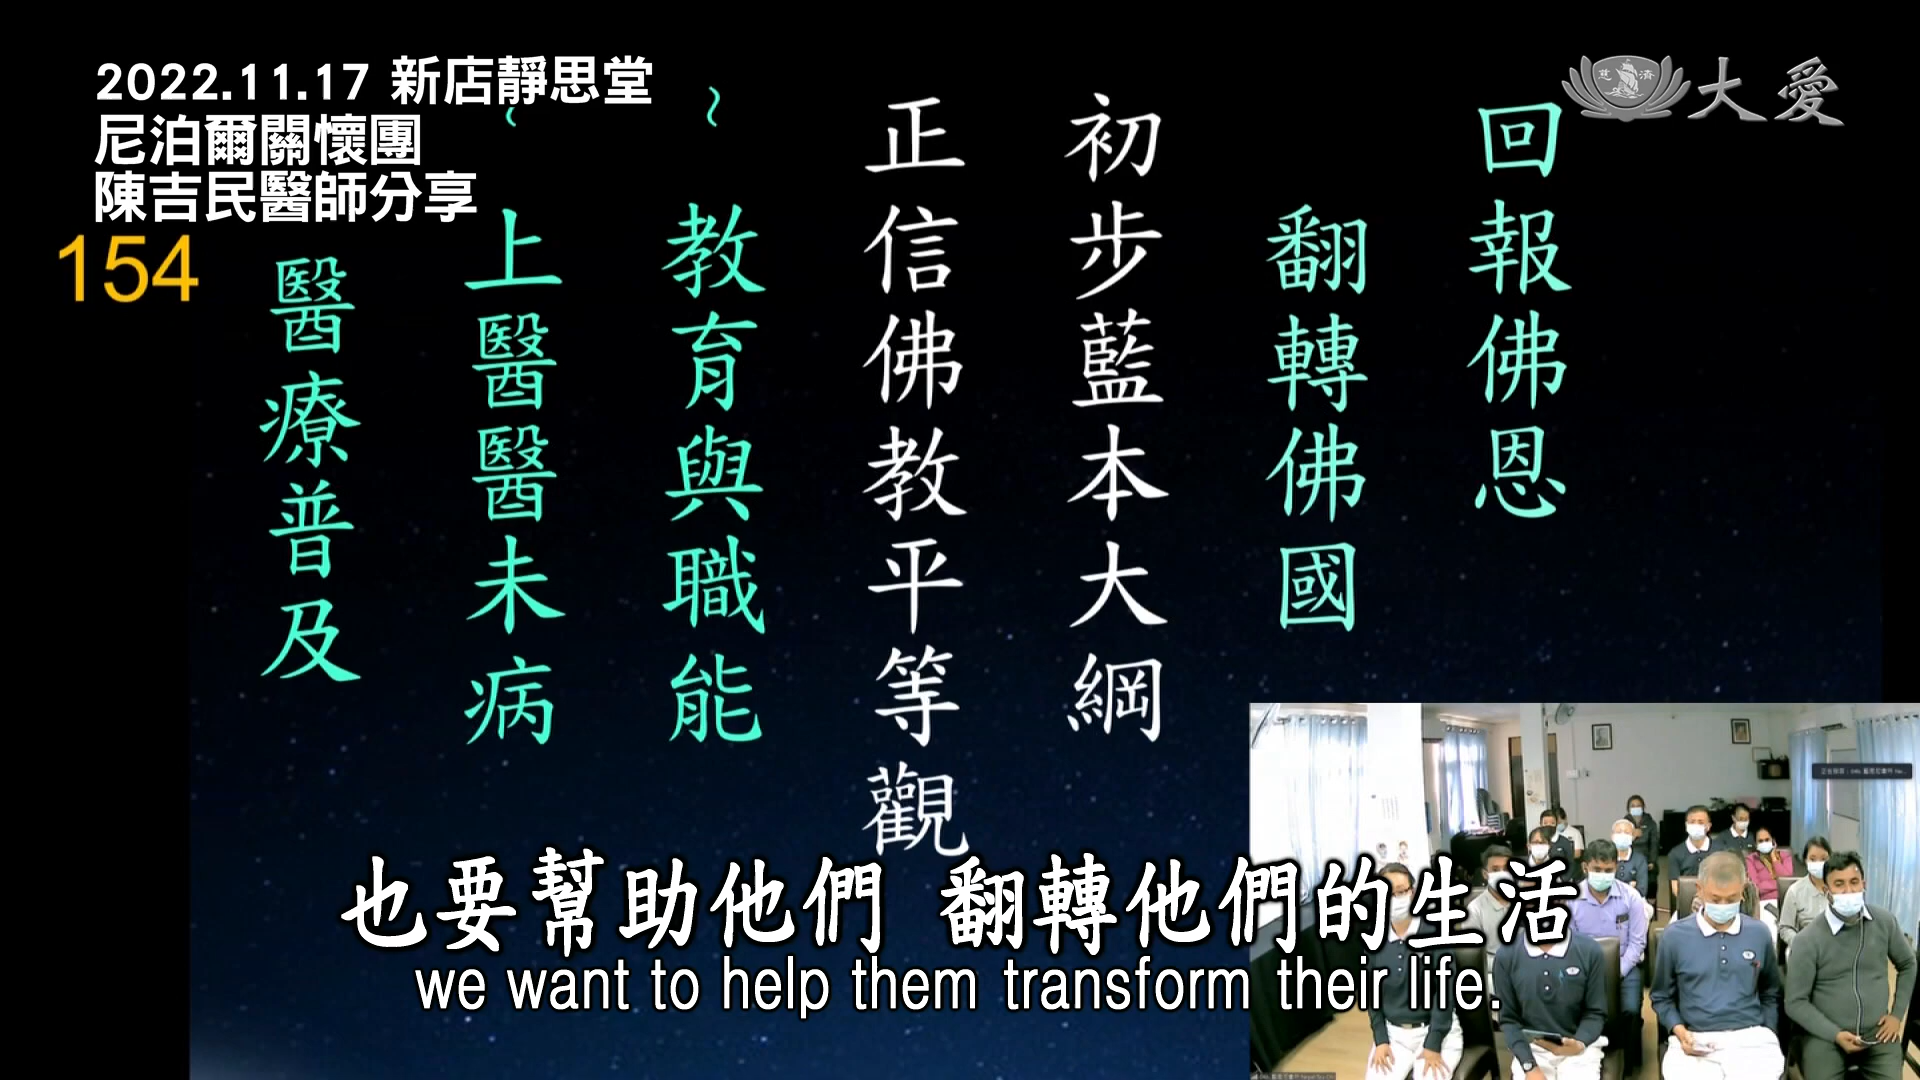 2022.11.17 新店靜思堂
尼泊爾關懷團
陳吉民醫師分享
154
慈濟
大愛
回報佛恩
翻轉佛國
初步藍本大綱
正信佛教平等觀
~教育與職能
~上醫醫未病
醫療普及
也要幫助他們 翻轉他們的生活
we want to help them transform their life.